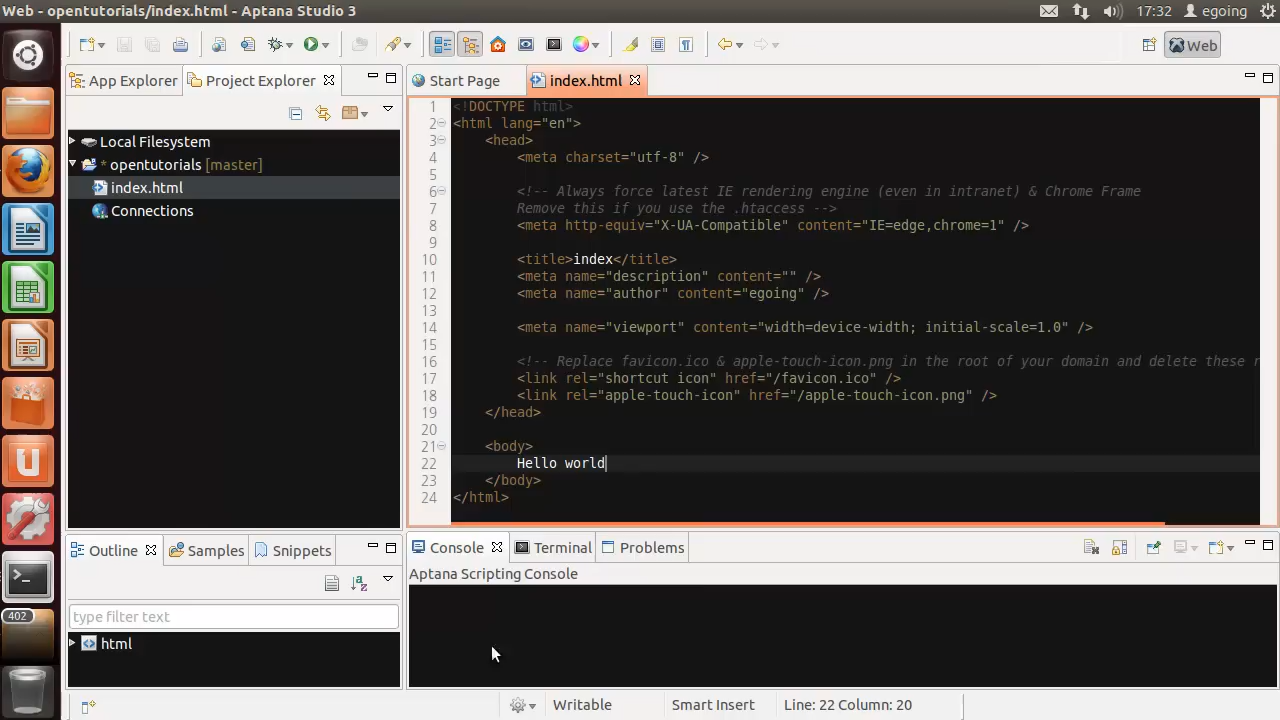 Web - opentutorials/index.html - Aptana Studio 3
17:32
egoing
Web
App Explorer
Project Explorer
Start Page
index.html
Local Filesystem
* opentutorials [master]
index.html
Connections
1 <!DOCTYPE html>
2 <html lang="en">
3 <head>
4 <meta charset="utf-8" />
5
6 <!-- Always force latest IE rendering engine (even in intranet) & Chrome Frame
7 Remove this if you use the .htaccess -->
8 <meta http-equiv="X-UA-Compatible" content="IE=edge,chrome=1" />
9
10 <title>index</title>
11 <meta name="description" content="" />
12 <meta name="author" content="egoing" />
13
14 <meta name="viewport" content="width=device-width; initial-scale=1.0" />
15
16 <!-- Replace favicon.ico & apple-touch-icon.png in the root of your domain and delete these r
17 <link rel="shortcut icon" href="/favicon.ico" />
18 <link rel="apple-touch-icon" href="/apple-touch-icon.png" />
19 </head>
20
21 <body>
22 Hello world
23 </body>
24 </html>
Outline
Samples
Snippets
type filter text
html
Console
Terminal
Problems
Aptana Scripting Console
402
Writable
Smart Insert
Line: 22 Column: 20